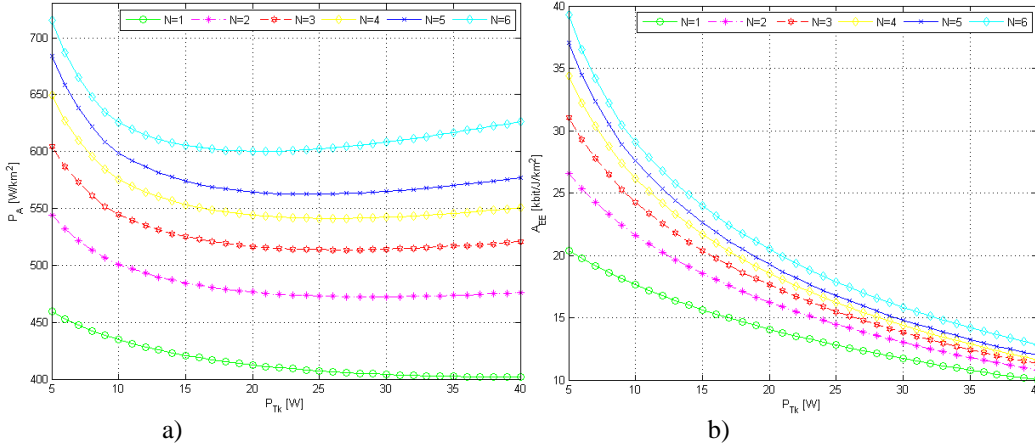 N=1 N=2 N=3 N=4 N=5 N=6
700
650
600
550
500
450
400
P_A [W/km²]
5 10 15 20 25 30 35 40
P_Tk [W]
a)
N=1 N=2 N=3 N=4 N=5 N=6
40
35
30
25
20
15
10
A_EE [kbit/J/km²]
5 10 15 20 25 30 35 40
P_Tk [W]
b)